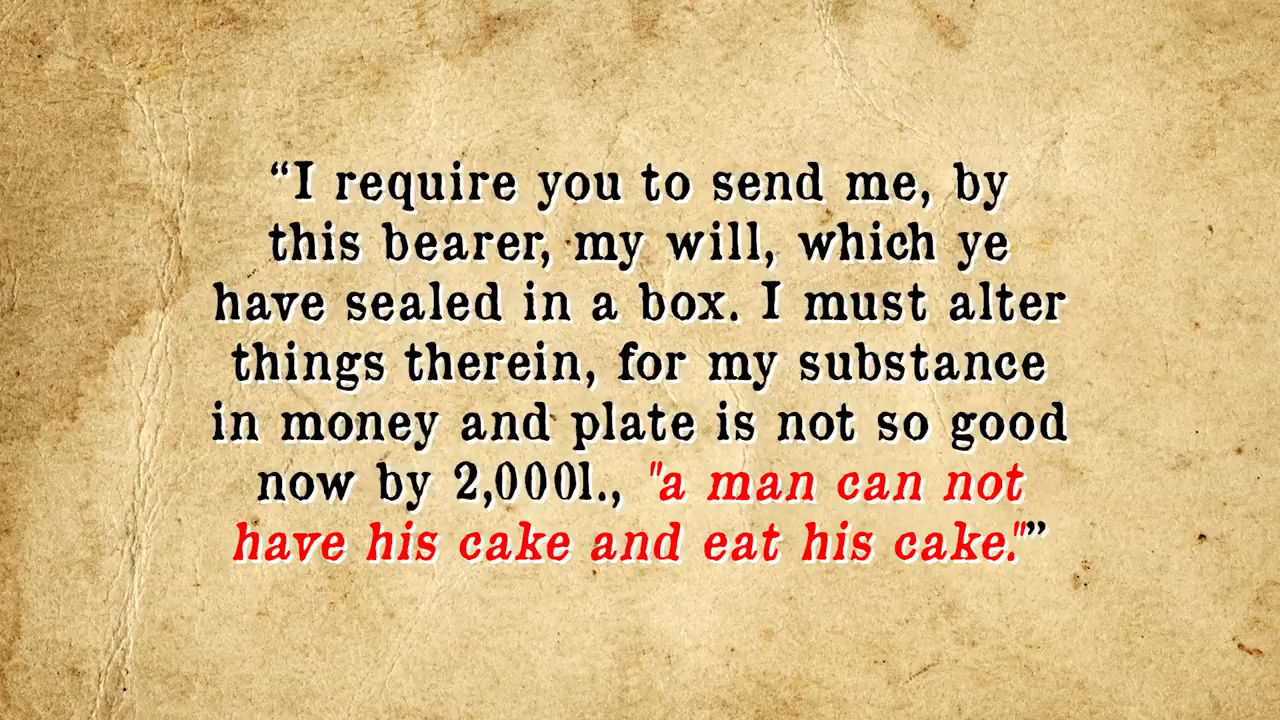 “I require you to send me, by
this bearer, my will, which ye
have sealed in a box. I must alter
things therein, for my substance
in money and plate is not so good
now by 2,000l., "a man can not
have his cake and eat his cake."”